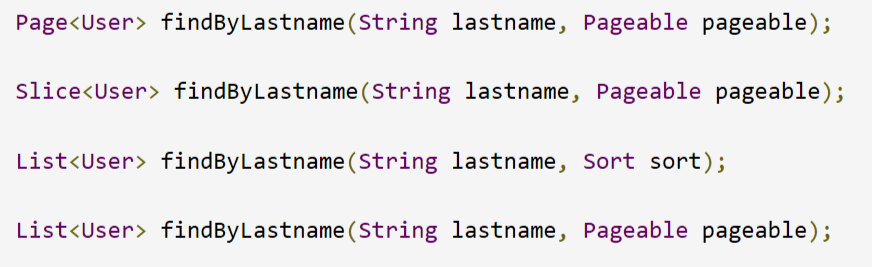 Page<User> findByLastname(String lastname, Pageable pageable);
Slice<User> findByLastname(String lastname, Pageable pageable);
List<User> findByLastname(String lastname, Sort sort);
List<User> findByLastname(String lastname, Pageable pageable);